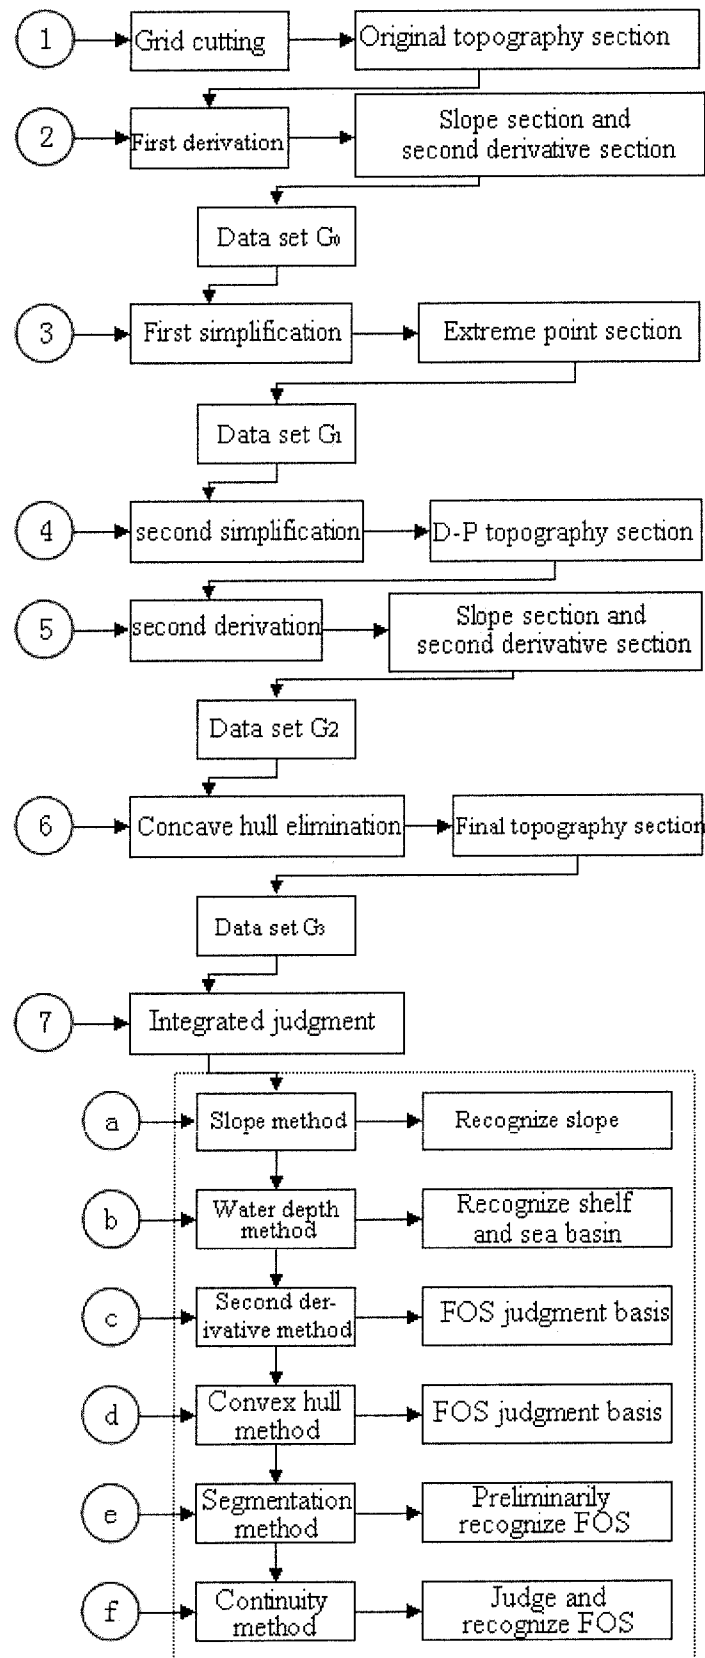 1
Grid cutting
Original topography section
2
First derivation
Slope section and
second derivative section
Data set G0
3
First simplification
Extreme point section
Data set G1
4
second simplification
D-P topography section
5
second derivation
Slope section and
second derivative section
Data set G2
6
Concave hull elimination
Final topography section
Data set G3
7
Integrated judgment
a
Slope method
Recognize slope
b
Water depth
method
Recognize shelf
and sea basin
c
Second der-
ivative method
FOS judgment basis
d
Convex hull
method
FOS judgment basis
e
Segmentation
method
Preliminarily
recognize FOS
f
Continuity
method
Judge and
recognize FOS